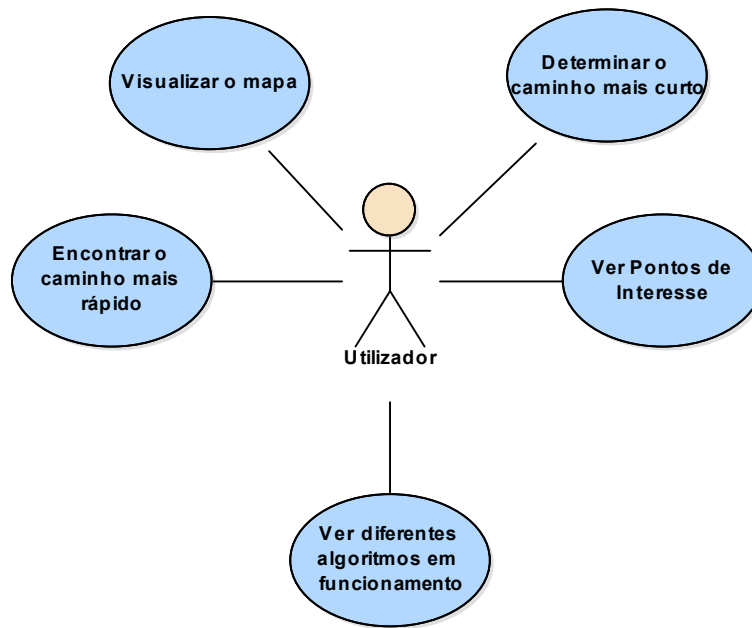 Visualizar o mapa
Determinar o
caminho mais curto
Encontrar o
caminho mais
rápido
Ver Pontos de
Interesse
Utilizador
Ver diferentes
algoritmos em
funcionamento